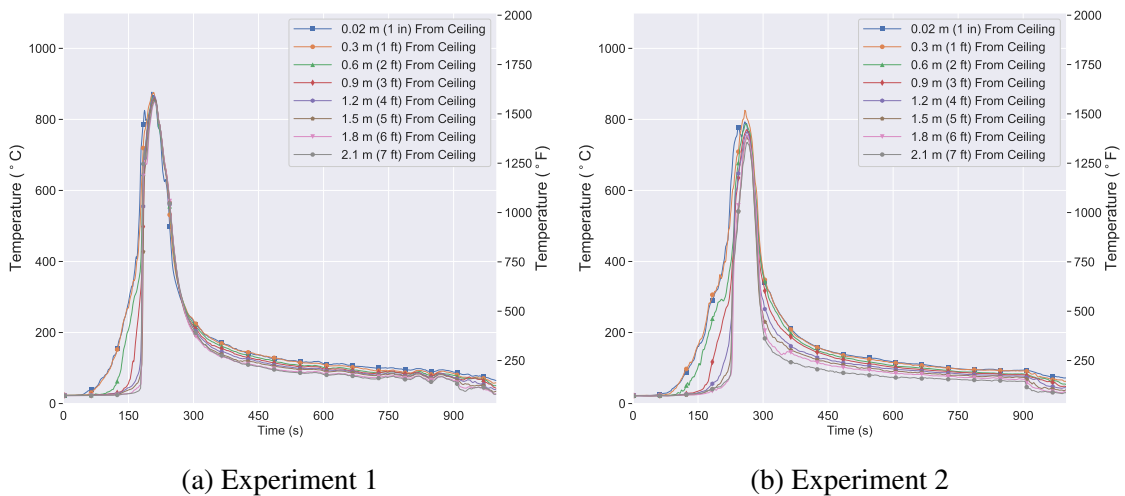 1000
800
600
400
200
0
Temperature (°C)
2000
1750
1500
1250
1000
750
500
250
Temperature (°F)
0.02 m (1 in) From Ceiling
0.3 m (1 ft) From Ceiling
0.6 m (2 ft) From Ceiling
0.9 m (3 ft) From Ceiling
1.2 m (4 ft) From Ceiling
1.5 m (5 ft) From Ceiling
1.8 m (6 ft) From Ceiling
2.1 m (7 ft) From Ceiling
0 150 300 450 600 750 900
Time (s)
(a) Experiment 1
1000
800
600
400
200
0
Temperature (°C)
2000
1750
1500
1250
1000
750
500
250
Temperature (°F)
0.02 m (1 in) From Ceiling
0.3 m (1 ft) From Ceiling
0.6 m (2 ft) From Ceiling
0.9 m (3 ft) From Ceiling
1.2 m (4 ft) From Ceiling
1.5 m (5 ft) From Ceiling
1.8 m (6 ft) From Ceiling
2.1 m (7 ft) From Ceiling
0 150 300 450 600 750 900
Time (s)
(b) Experiment 2